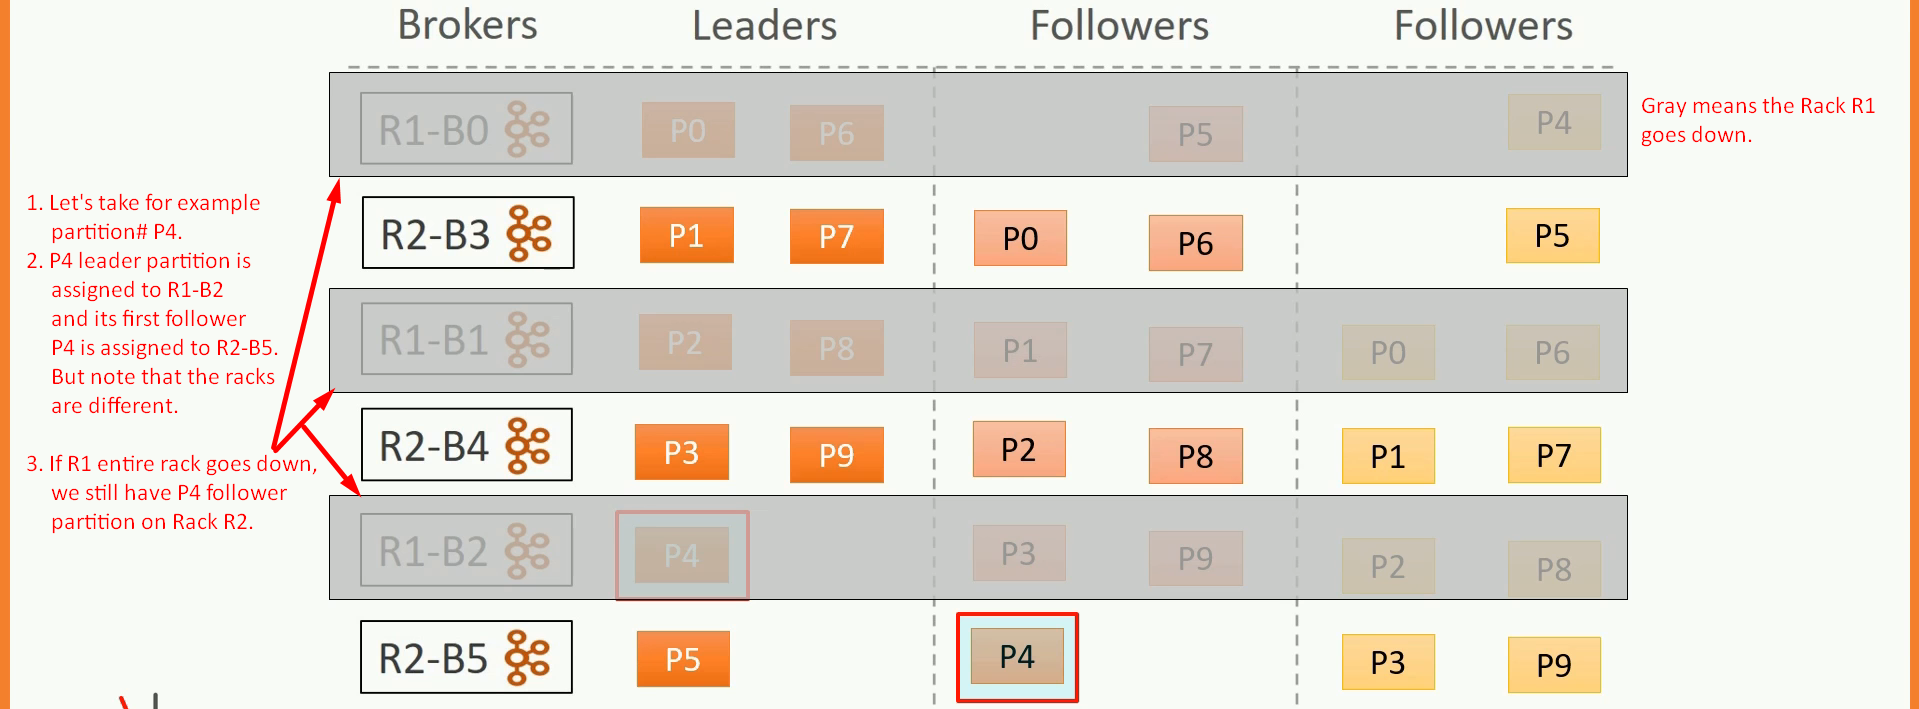 Brokers Leaders Followers Followers
R1-B0 P0 P6 P5 P4
Gray means the Rack R1
goes down.
1. Let's take for example
partition# P4.
2. P4 leader partition is
assigned to R1-B2
and its first follower
P4 is assigned to R2-B5.
But note that the racks
are different.
3. If R1 entire rack goes down,
we still have P4 follower
partition on Rack R2.
R2-B3 P1 P7 P0 P6 P5
R1-B1 P2 P8 P1 P7 P0 P6
R2-B4 P3 P9 P2 P8 P1 P7
R1-B2 P4 P3 P9 P2 P8
R2-B5 P5 P4 P3 P9